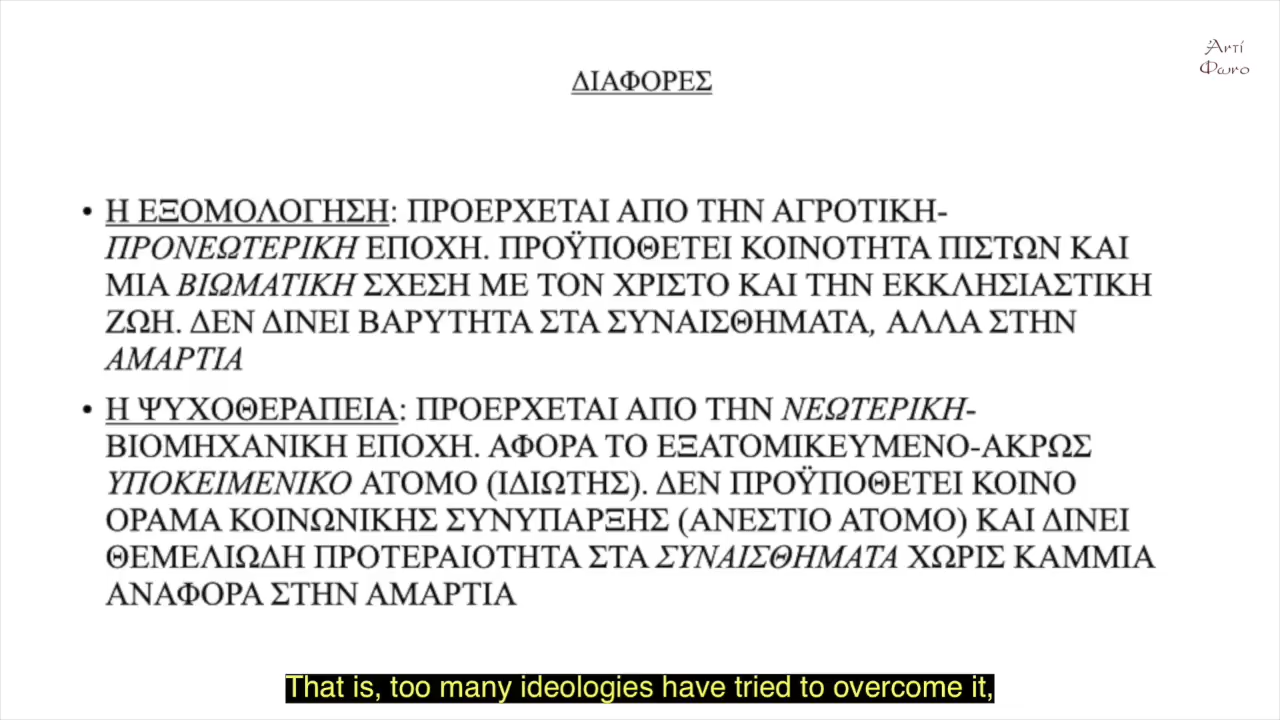 Ἀντί
Φωνο
ΔΙΑΦΟΡΕΣ
• Η ΕΞΟΜΟΛΟΓΗΣΗ: ΠΡΟΕΡΧΕΤΑΙ ΑΠΟ ΤΗΝ ΑΓΡΟΤΙΚΗ-
ΠΡΟΝΕΩΤΕΡΙΚΗ ΕΠΟΧΗ. ΠΡΟΫΠΟΘΕΤΕΙ ΚΟΙΝΟΤΗΤΑ ΠΙΣΤΩΝ ΚΑΙ
ΜΙΑ ΒΙΩΜΑΤΙΚΗ ΣΧΕΣΗ ΜΕ ΤΟΝ ΧΡΙΣΤΟ ΚΑΙ ΤΗΝ ΕΚΚΛΗΣΙΑΣΤΙΚΗ
ΖΩΗ. ΔΕΝ ΔΙΝΕΙ ΒΑΡΥΤΗΤΑ ΣΤΑ ΣΥΝΑΙΣΘΗΜΑΤΑ, ΑΛΛΑ ΣΤΗΝ
ΑΜΑΡΤΙΑ
• Η ΨΥΧΟΘΕΡΑΠΕΙΑ: ΠΡΟΕΡΧΕΤΑΙ ΑΠΟ ΤΗΝ ΝΕΩΤΕΡΙΚΗ-
ΒΙΟΜΗΧΑΝΙΚΗ ΕΠΟΧΗ. ΑΦΟΡΑ ΤΟ ΕΞΑΤΟΜΙΚΕΥΜΕΝΟ-ΑΚΡΩΣ
ΥΠΟΚΕΙΜΕΝΙΚΟ ΑΤΟΜΟ (ΙΔΙΩΤΗΣ). ΔΕΝ ΠΡΟΫΠΟΘΕΤΕΙ ΚΟΙΝΟ
ΟΡΑΜΑ ΚΟΙΝΩΝΙΚΗΣ ΣΥΝΥΠΑΡΞΗΣ (ΑΝΕΣΤΙΟ ΑΤΟΜΟ) ΚΑΙ ΔΙΝΕΙ
ΘΕΜΕΛΙΩΔΗ ΠΡΟΤΕΡΑΙΟΤΗΤΑ ΣΤΑ ΣΥΝΑΙΣΘΗΜΑΤΑ ΧΩΡΙΣ ΚΑΜΜΙΑ
ΑΝΑΦΟΡΑ ΣΤΗΝ ΑΜΑΡΤΙΑ
That is, too many ideologies have tried to overcome it,